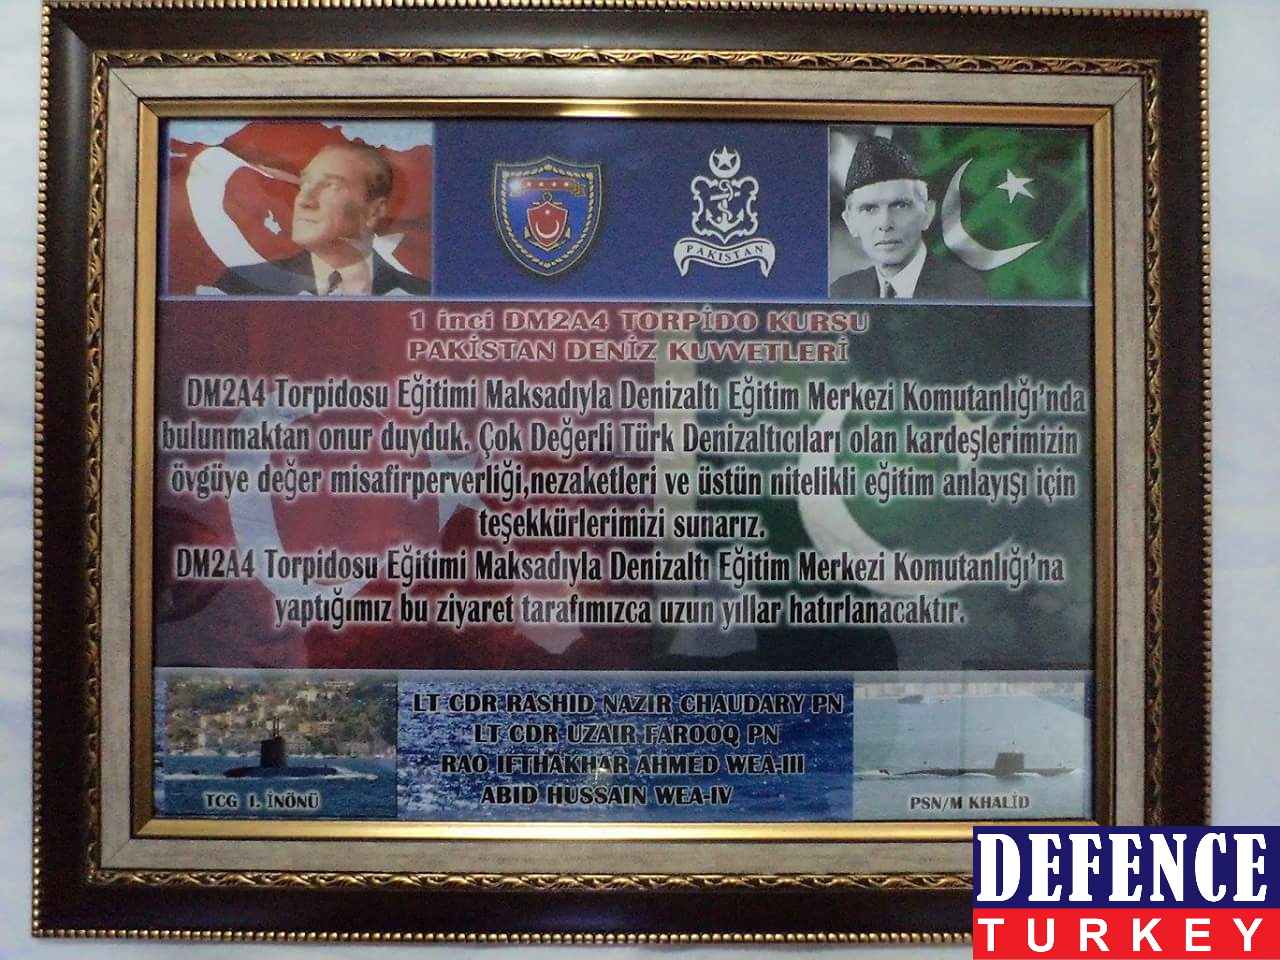 PAKISTAN
1 inci DM2A4 TORPİDO KURSU
PAKİSTAN DENİZ KUVVETLERİ
DM2A4 Torpidosu Eğitimi Maksadıyla Denizaltı Eğitim Merkezi Komutanlığı'nda
bulunmaktan onur duyduk. Çok Değerli Türk Denizaltıcıları olan kardeşlerimizin
övgüye değer misafirperverliği,nezaketleri ve üstün nitelikli eğitim anlayışı için
teşekkürlerimizi sunarız.
DM2A4 Torpidosu Eğitimi Maksadıyla Denizaltı Eğitim Merkezi Komutanlığı'na
yaptığımız bu ziyaret tarafımızca uzun yıllar hatırlanacaktır.
LT CDR RASHID NAZIR CHAUDARY PN
LT CDR UZAIR FAROOQ PN
RAO IFTHAKHAR AHMED WEA-III
ABID HUSSAIN WEA-IV
TCG I. İNÖNÜ
PSN/M KHALİD
DEFENCE
TURKEY